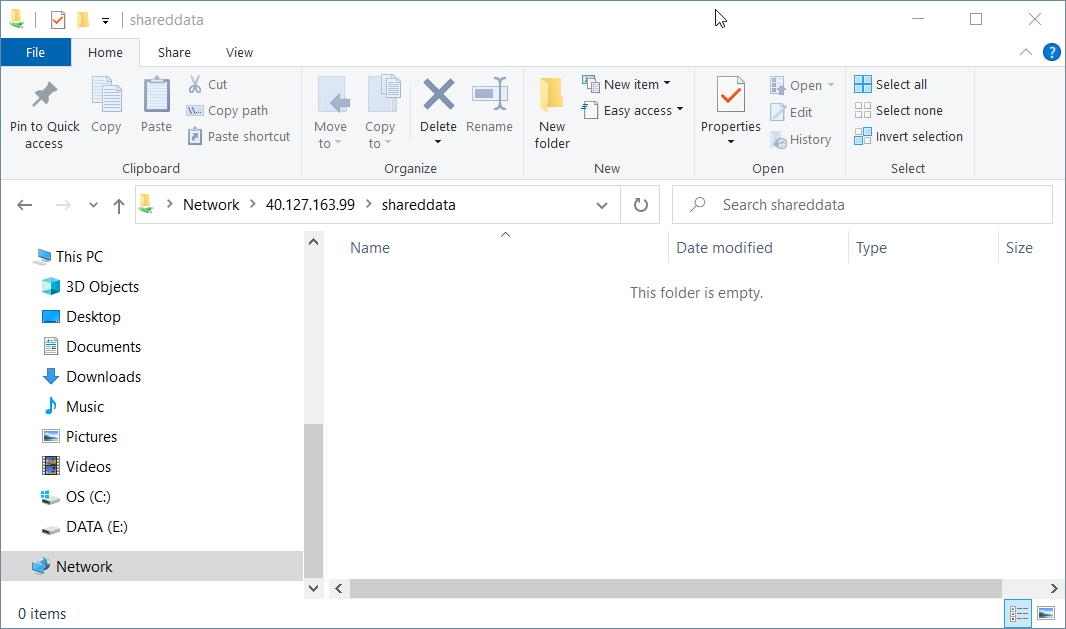 shareddata
File Home Share View
Pin to Quick access
Copy
Paste
Cut
Copy path
Paste shortcut
Clipboard
Move to
Copy to
Delete
Rename
Organize
New folder
New item
Easy access
New
Properties
Open
Edit
History
Open
Select all
Select none
Invert selection
Select
Network 40.127.163.99 shareddata
Search shareddata
This PC
3D Objects
Desktop
Documents
Downloads
Music
Pictures
Videos
OS (C:)
DATA (E:)
Network
Name Date modified Type Size
This folder is empty.
0 items